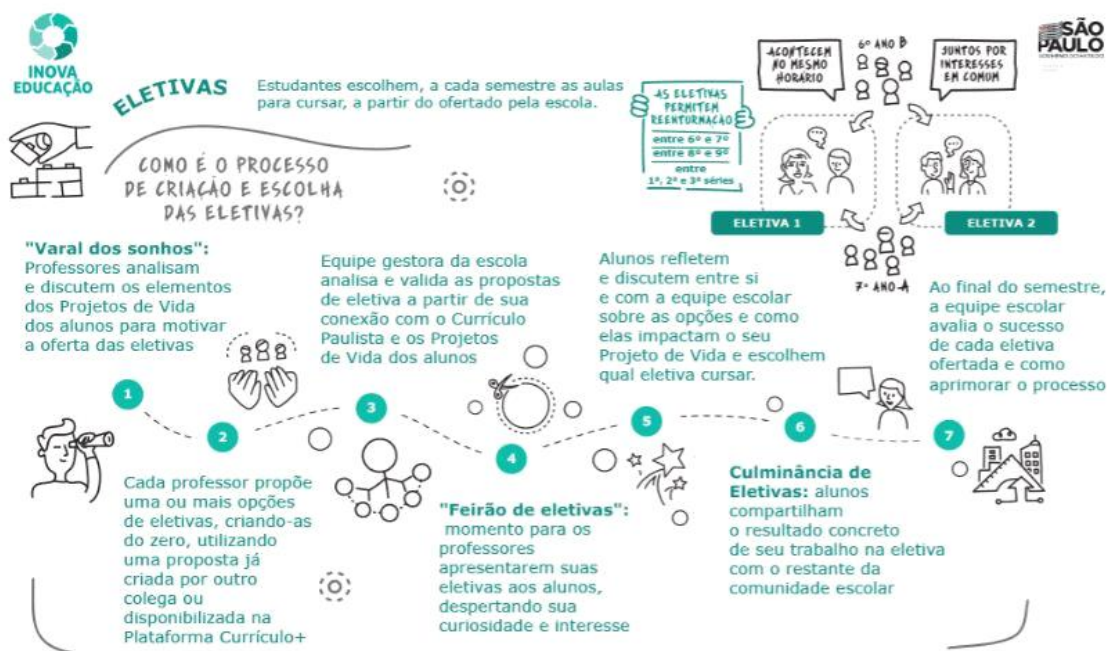 INOVA
EDUCAÇÃO
ELETIVAS
Estudantes escolhem, a cada semestre as aulas
para cursar, a partir do ofertado pela escola.
COMO É O PROCESSO
DE CRIAÇÃO E ESCOLHA
DAS ELETIVAS?
AS ELETIVAS
PERMITEM
REENTURMAÇÃO
entre 6º e 7º
entre 8º e 9º
entre
1ª, 2ª e 3ª séries
ACONTECEM
NO MESMO
HORÁRIO
6º ANO B
JUNTOS POR
INTERESSES
EM COMUM
SÃO
PAULO
ELETIVA 1
ELETIVA 2
7º ANO A
"Varal dos sonhos":
Professores analisam
e discutem os elementos
dos Projetos de Vida
dos alunos para motivar
a oferta das eletivas
1
2
Cada professor propõe
uma ou mais opções
de eletivas, criando-as
do zero, utilizando
uma proposta já
criada por outro
colega ou
disponibilizada na
Plataforma Currículo+
Equipe gestora da escola
analisa e valida as propostas
de eletiva a partir de sua
conexão com o Currículo
Paulista e os Projetos
de Vida dos alunos
3
4
"Feirão de eletivas":
momento para os
professores
apresentarem suas
eletivas aos alunos,
despertando sua
curiosidade e interesse
Alunos refletem
e discutem entre si
e com a equipe escolar
sobre as opções e como
elas impactam o seu
Projeto de Vida e escolhem
qual eletiva cursar.
5
6
Culminância de
Eletivas: alunos
compartilham
o resultado concreto
de seu trabalho na eletiva
com o restante da
comunidade escolar
Ao final do semestre,
a equipe escolar
avalia o sucesso
de cada eletiva
ofertada e como
aprimorar o processo
7